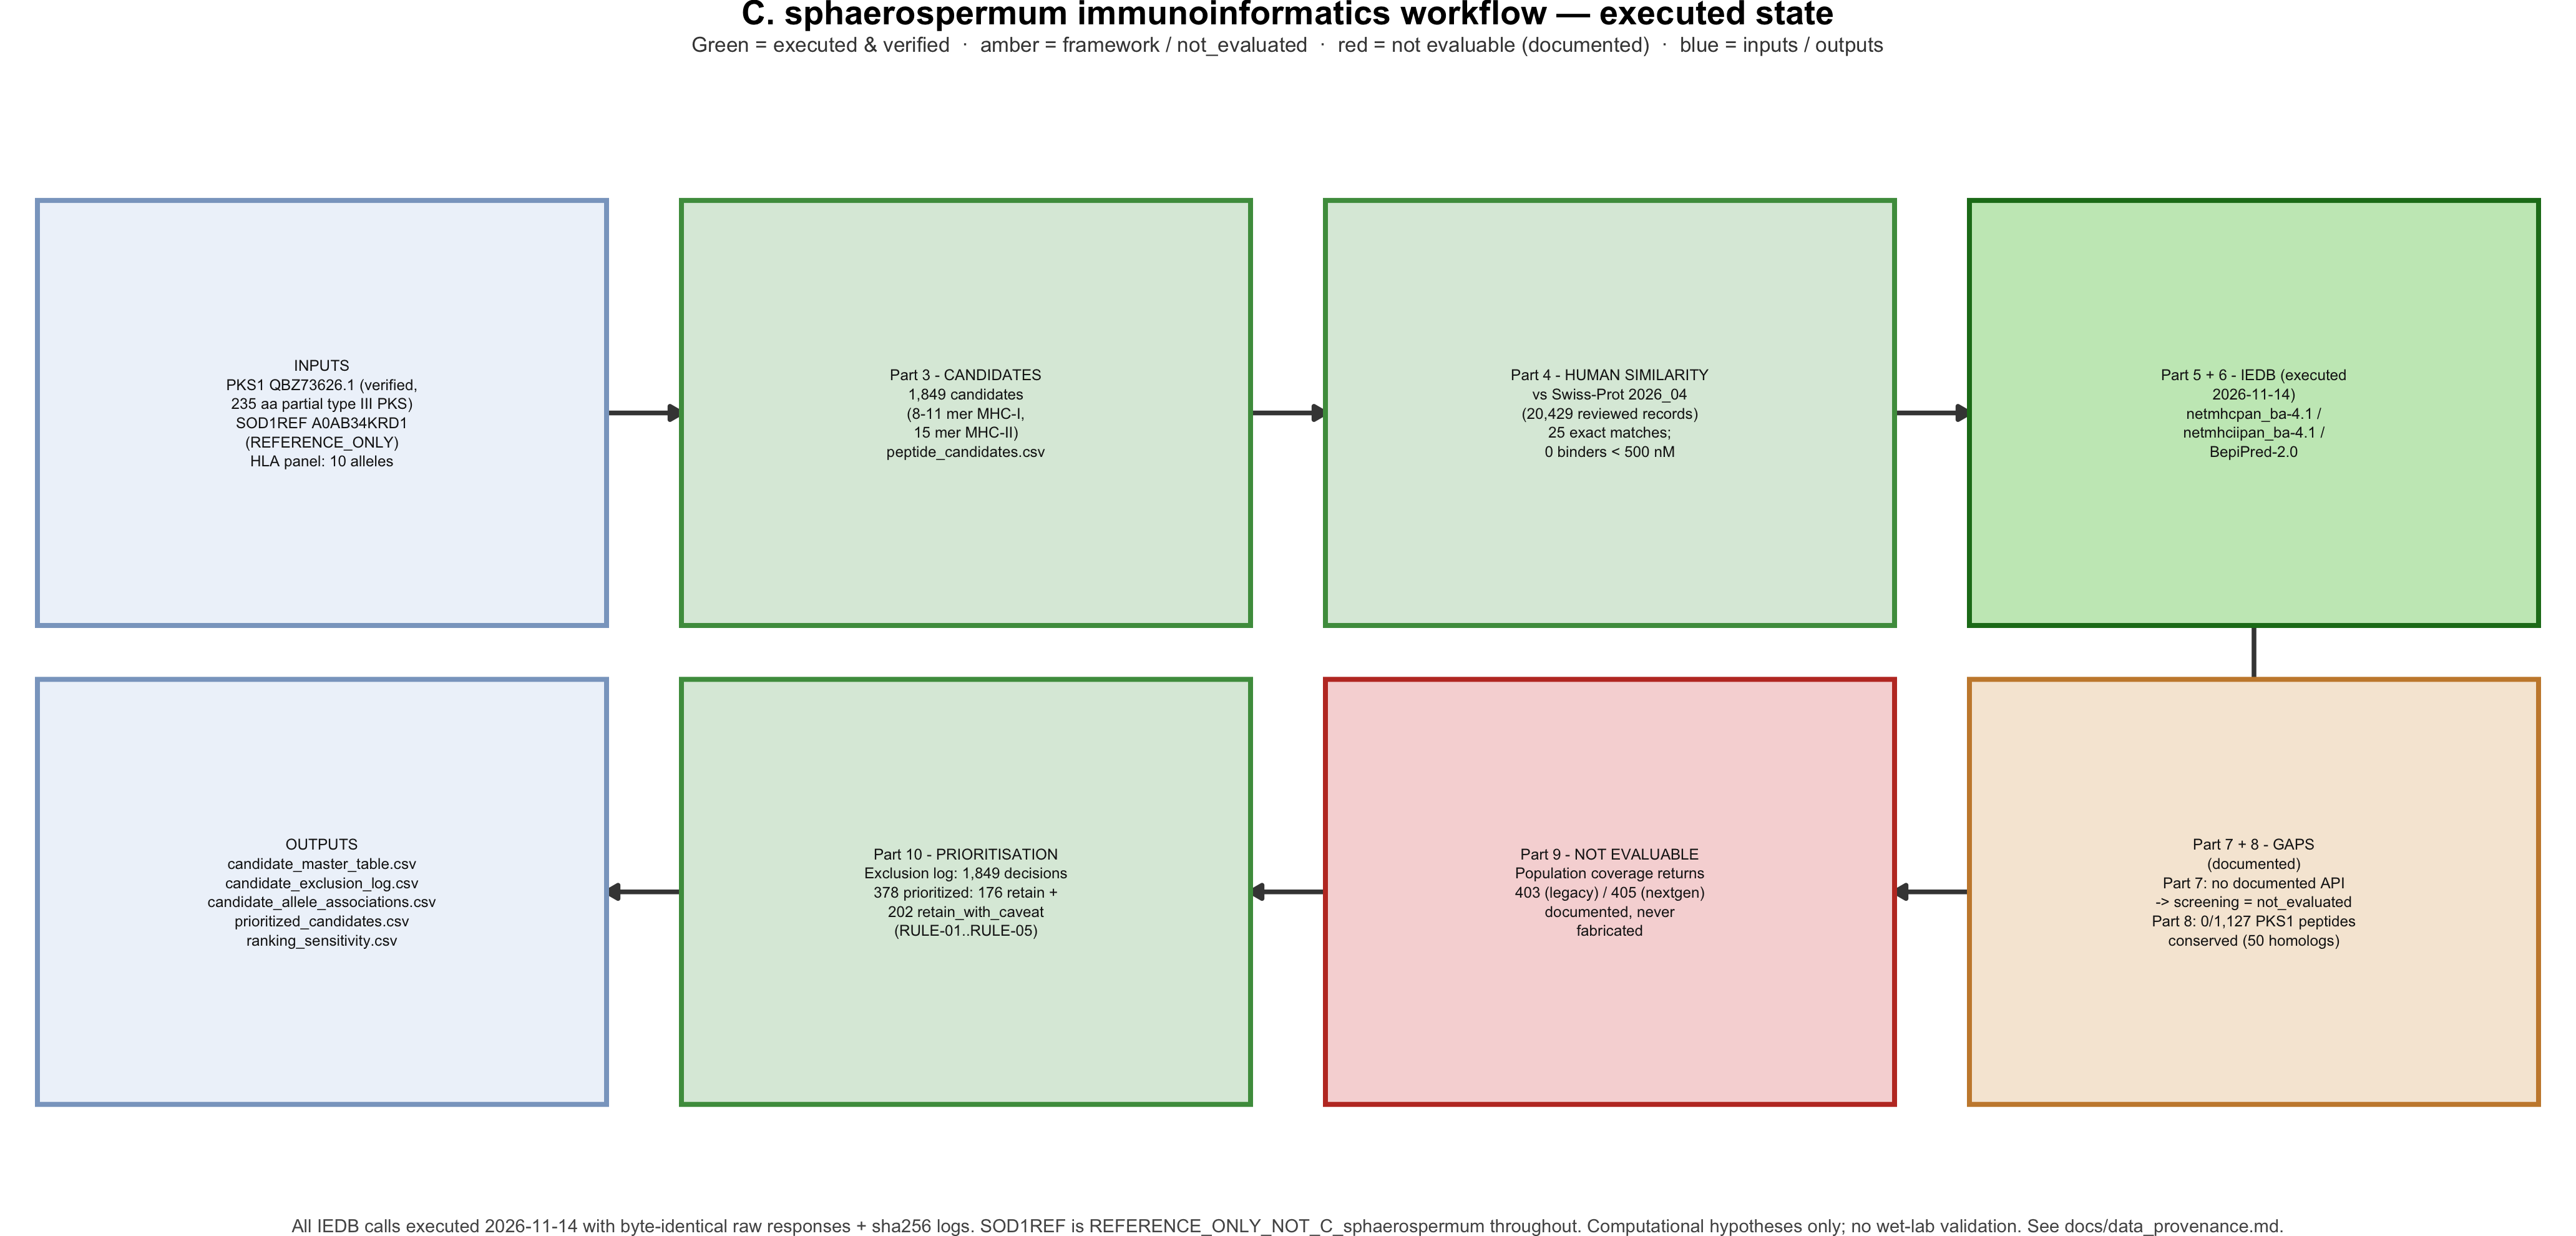 C. sphaerospermum immunoinformatics workflow — executed state
Green = executed & verified · amber = framework / not_evaluated · red = not evaluable (documented) · blue = inputs / outputs
INPUTS
PKS1 QBZ73626.1 (verified,
235 aa partial type III PKS)
SOD1REF A0AB34KRD1
(REFERENCE_ONLY)
HLA panel: 10 alleles
Part 3 - CANDIDATES
1,849 candidates
(8-11 mer MHC-I,
15 mer MHC-II)
peptide_candidates.csv
Part 4 - HUMAN SIMILARITY
vs Swiss-Prot 2026_04
(20,429 reviewed records)
25 exact matches;
0 binders < 500 nM
Part 5 + 6 - IEDB (executed
2026-11-14)
netmhcpan_ba-4.1 /
netmhciipan_ba-4.1 /
BepiPred-2.0
OUTPUTS
candidate_master_table.csv
candidate_exclusion_log.csv
candidate_allele_associations.csv
prioritized_candidates.csv
ranking_sensitivity.csv
Part 10 - PRIORITISATION
Exclusion log: 1,849 decisions
378 prioritized: 176 retain +
202 retain_with_caveat
(RULE-01..RULE-05)
Part 9 - NOT EVALUABLE
Population coverage returns
403 (legacy) / 405 (nextgen)
documented, never
fabricated
Part 7 + 8 - GAPS
(documented)
Part 7: no documented API
-> screening = not_evaluated
Part 8: 0/1,127 PKS1 peptides
conserved (50 homologs)
All IEDB calls executed 2026-11-14 with byte-identical raw responses + sha256 logs. SOD1REF is REFERENCE_ONLY_NOT_C_sphaerospermum throughout. Computational hypotheses only; no wet-lab validation. See docs/data_provenance.md.